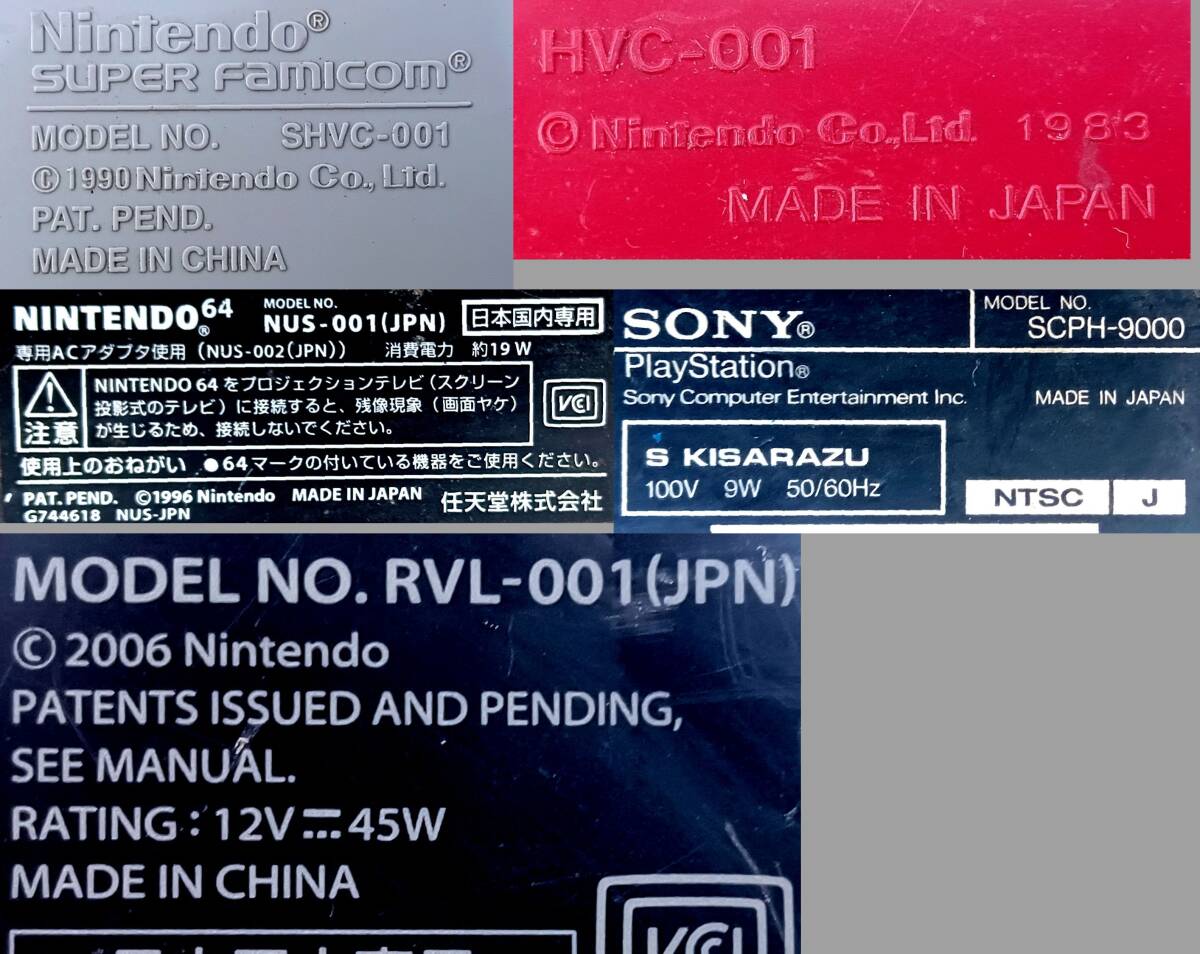 Nintendo®
SUPER FAMICOM®
MODEL NO. SHVC-001
© 1990 Nintendo Co., Ltd.
PAT. PEND.
MADE IN CHINA
HVC-001
© Nintendo Co., Ltd. 1983
MADE IN JAPAN
NINTENDO64® MODEL NO. NUS-001(JPN) 日本国内専用
専用ACアダプタ使用(NUS-002(JPN)) 消費電力 約19W
注意
NINTENDO 64 をプロジェクションテレビ(スクリーン
投影式のテレビ)に接続すると、残像現象(画面ヤケ)
が生じるため、接続しないでください。
VCI
使用上のおねがい ●64マークの付いている機器をご使用ください。
PAT. PEND. ©1996 Nintendo MADE IN JAPAN 任天堂株式会社
G744618 NUS-JPN
SONY® MODEL NO.
SCPH-9000
PlayStation®
Sony Computer Entertainment Inc. MADE IN JAPAN
S KISARAZU
100V 9W 50/60Hz
NTSC J
MODEL NO. RVL-001(JPN)
© 2006 Nintendo
PATENTS ISSUED AND PENDING,
SEE MANUAL.
RATING : 12V ⎓ 45W
MADE IN CHINA
VCI